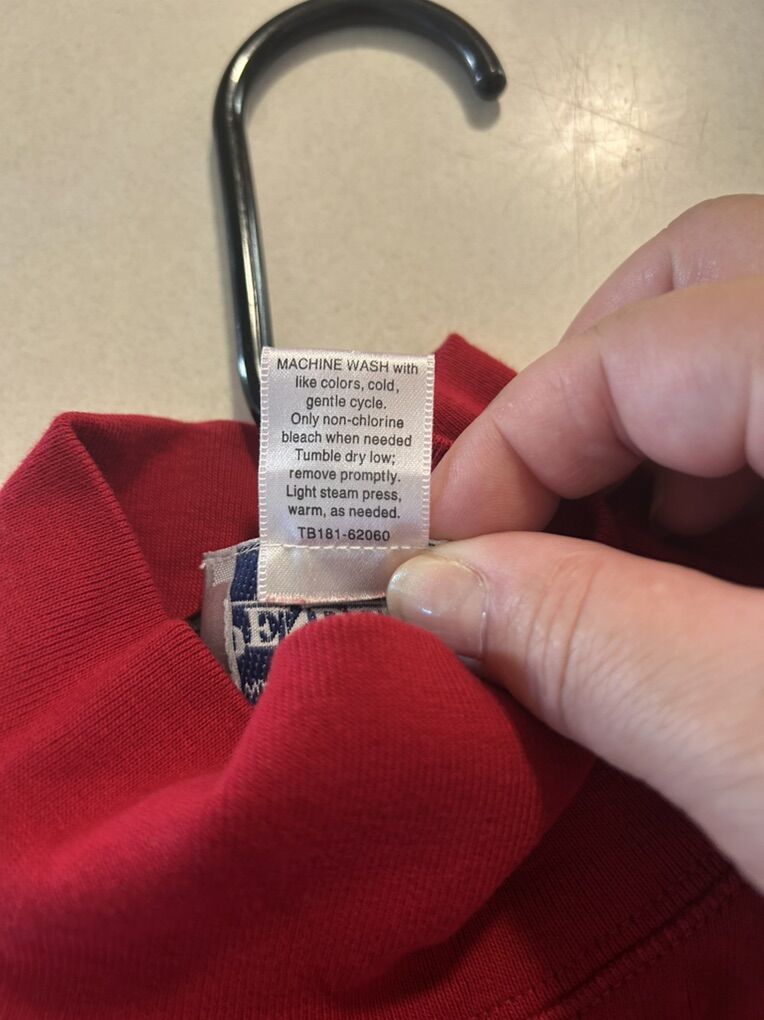 MACHINE WASH with
like colors, cold,
gentle cycle.
Only non-chlorine
bleach when needed
Tumble dry low;
remove promptly.
Light steam press,
warm, as needed.
TB181-62060